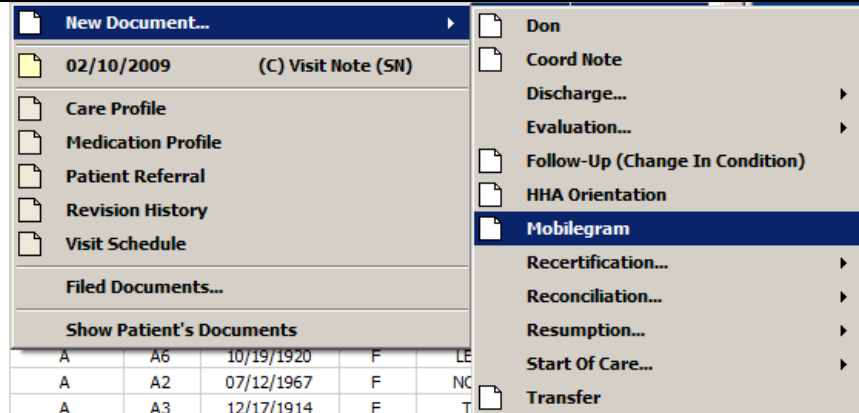 New Document...
02/10/2009 (C) Visit Note (SN)
Care Profile
Medication Profile
Patient Referral
Revision History
Visit Schedule
Filed Documents...
Show Patient's Documents
Don
Coord Note
Discharge...
Evaluation...
Follow-Up (Change In Condition)
HHA Orientation
Mobilegram
Recertification...
Reconciliation...
Resumption...
Start Of Care...
Transfer
A A6 10/19/1920 F LE
A A2 07/12/1967 F NO
A A3 12/17/1914 F T